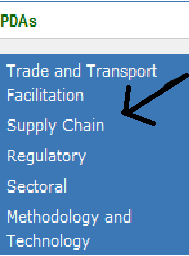 PDAs
Trade and Transport
Facilitation
Supply Chain
Regulatory
Sectoral
Methodology and
Technology